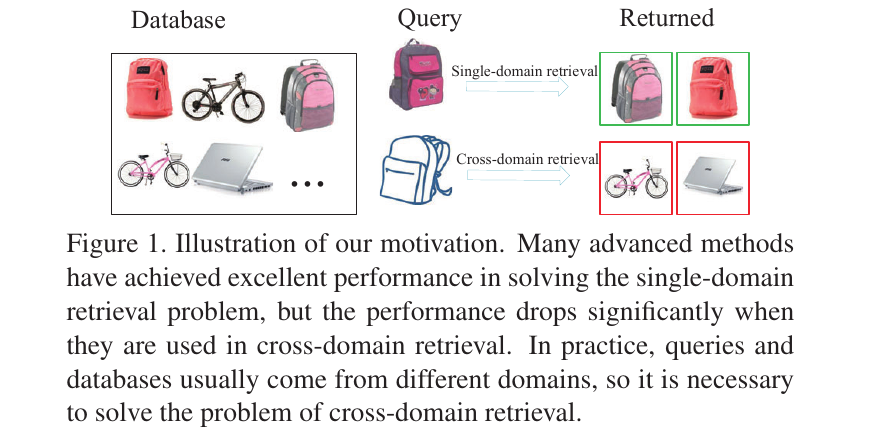 Database
Query
Returned
Single-domain retrieval
Cross-domain retrieval
Figure 1. Illustration of our motivation. Many advanced methods
have achieved excellent performance in solving the single-domain
retrieval problem, but the performance drops significantly when
they are used in cross-domain retrieval. In practice, queries and
databases usually come from different domains, so it is necessary
to solve the problem of cross-domain retrieval.